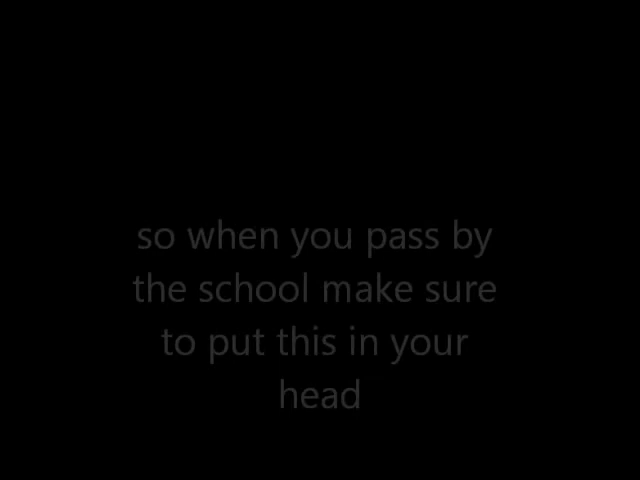 so when you pass by
the school make sure
to put this in your
head